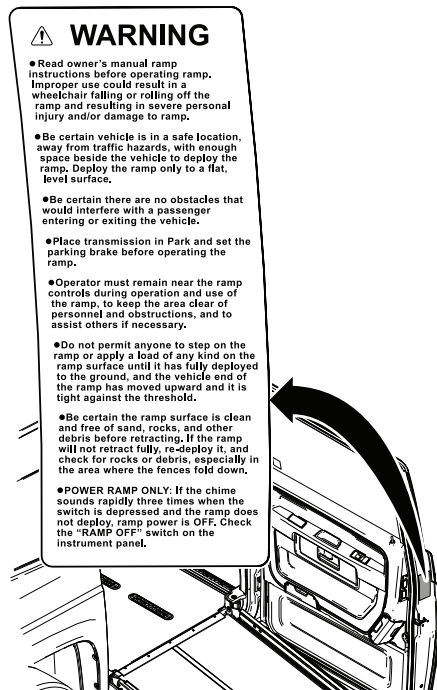 WARNING
●Read owner's manual ramp
instructions before operating ramp.
Improper use could result in a
wheelchair falling or rolling off the
ramp and resulting in severe personal
injury and/or damage to ramp.
●Be certain vehicle is in a safe location,
away from traffic hazards, with enough
space beside the vehicle to deploy the
ramp. Deploy the ramp only to a flat,
level surface.
●Be certain there are no obstacles that
would interfere with a passenger
entering or exiting the vehicle.
●Place transmission in Park and set the
parking brake before operating the
ramp.
●Operator must remain near the ramp
controls during operation and use of
the ramp, to keep the area clear of
personnel and obstructions, and to
assist others if necessary.
●Do not permit anyone to step on the
ramp or apply a load of any kind on the
ramp surface until it has fully deployed
to the ground, and the vehicle end of
the ramp has moved upward and it is
tight against the threshold.
●Be certain the ramp surface is clean
and free of sand, rocks, and other
debris before retracting. If the ramp
will not retract fully, re-deploy it, and
check for rocks or debris, especially in
the area where the fences fold down.
●POWER RAMP ONLY: If the chime
sounds rapidly three times when the
switch is depressed and the ramp does
not deploy, ramp power is OFF. Check
the “RAMP OFF” switch on the
instrument panel.